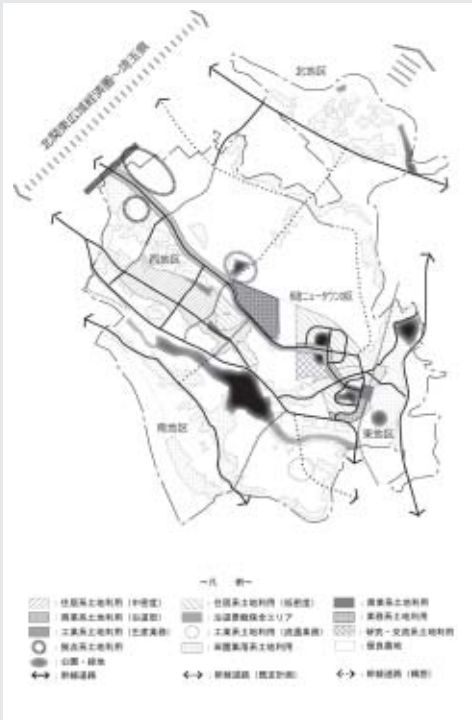 北関東広域経済圏～埼玉県
北地区
西地区
ニュータウン地区
南地区
東地区
～凡 例～
：住居系土地利用（中密度）
：住居系土地利用（低密度）
：商業系土地利用
：商業系土地利用（沿道型）
：沿道景観保全エリア
：業務系土地利用
：工業系土地利用（生産業務）
：工業系土地利用（流通業務）
：研究・交流系土地利用
：拠点系土地利用
：田園集落系土地利用
：優良農地
：公園・緑地
：幹線道路
：幹線道路（既定計画）
：幹線道路（構想）